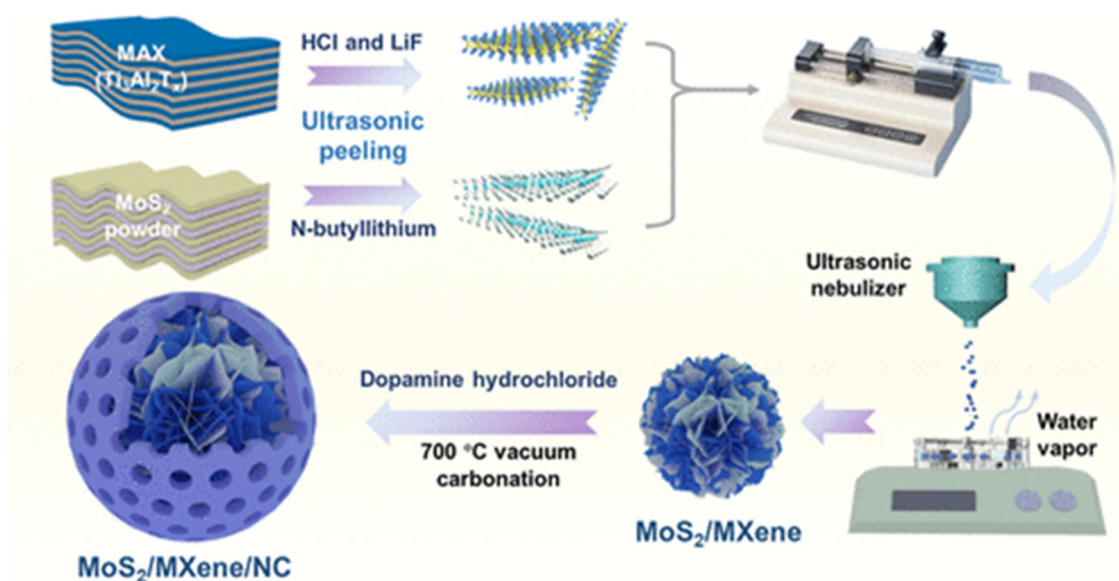 MAX
(Ti₃Al₂Tₓ)
HCl and LiF
Ultrasonic
peeling
MoS₂
powder
N-butyllithium
Ultrasonic
nebulizer
Water
vapor
Dopamine hydrochloride
700 °C vacuum
carbonation
MoS₂/MXene
MoS₂/MXene/NC